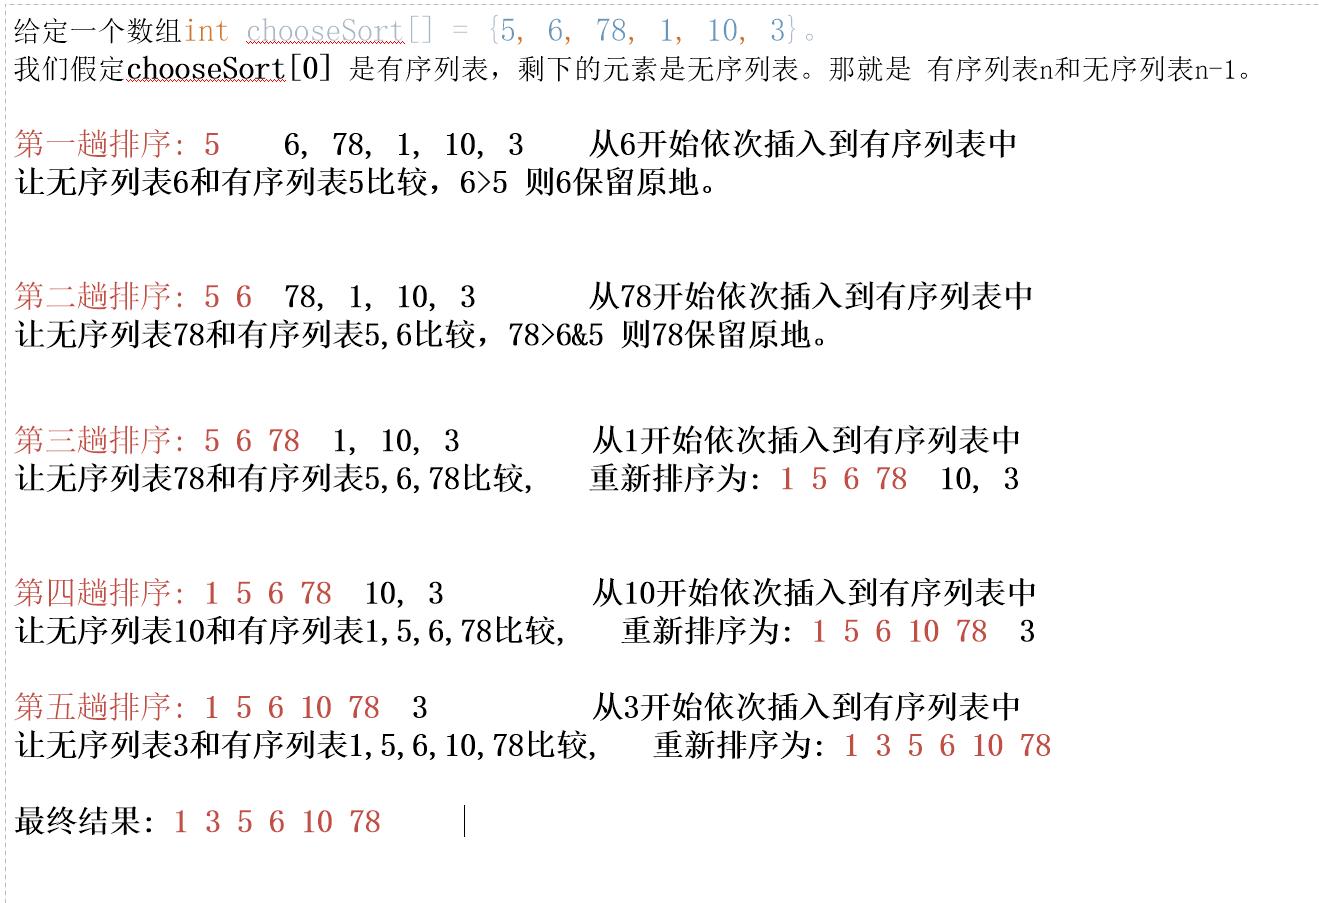 给定一个数组int chooseSort[] = {5, 6, 78, 1, 10, 3}。
我们假定chooseSort[0] 是有序列表，剩下的元素是无序列表。那就是 有序列表n和无序列表n-1。
第一趟排序: 5 6, 78, 1, 10, 3 从6开始依次插入到有序列表中
让无序列表6和有序列表5比较，6>5 则6保留原地。
第二趟排序: 5 6 78, 1, 10, 3 从78开始依次插入到有序列表中
让无序列表78和有序列表5,6比较，78>6&5 则78保留原地。
第三趟排序: 5 6 78 1, 10, 3 从1开始依次插入到有序列表中
让无序列表78和有序列表5,6,78比较, 重新排序为: 1 5 6 78 10, 3
第四趟排序: 1 5 6 78 10, 3 从10开始依次插入到有序列表中
让无序列表10和有序列表1,5,6,78比较, 重新排序为: 1 5 6 10 78 3
第五趟排序: 1 5 6 10 78 3 从3开始依次插入到有序列表中
让无序列表3和有序列表1,5,6,10,78比较, 重新排序为: 1 3 5 6 10 78
最终结果: 1 3 5 6 10 78